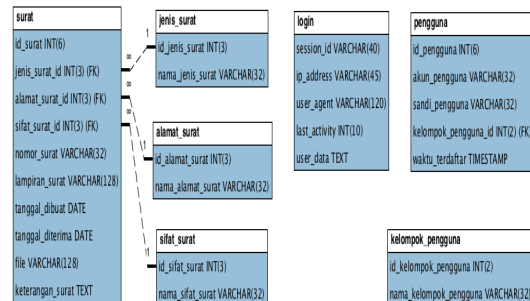 surat
id_surat INT(6)
jenis_surat_id INT(3) (FK)
alamat_surat_id INT(3) (FK)
sifat_surat_id INT(3) (FK)
nomor_surat VARCHAR(32)
lampiran_surat VARCHAR(128)
tanggal_dibuat DATE
tanggal_diterima DATE
file VARCHAR(128)
keterangan_surat TEXT
∞
∞
∞
1
1
1
jenis_surat
id_jenis_surat INT(3)
nama_jenis_surat VARCHAR(32)
alamat_surat
id_alamat_surat INT(3)
nama_alamat_surat VARCHAR(32)
sifat_surat
id_sifat_surat INT(3)
nama_sifat_surat VARCHAR(32)
login
session_id VARCHAR(40)
ip_address VARCHAR(45)
user_agent VARCHAR(120)
last_activity INT(10)
user_data TEXT
pengguna
id_pengguna INT(6)
akun_pengguna VARCHAR(32)
sandi_pengguna VARCHAR(32)
kelompok_pengguna_id INT(2) (FK)
waktu_terdaftar TIMESTAMP
kelompok_pengguna
id_kelompok_pengguna INT(2)
nama_kelompok_pengguna VARCHAR(32)